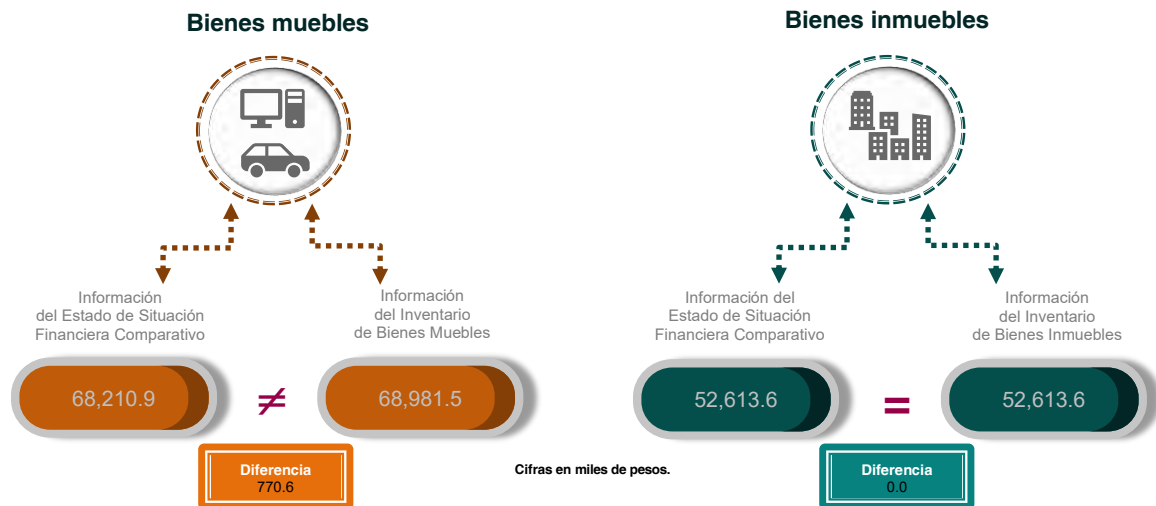 Bienes muebles
Información
del Estado de Situación
Financiera Comparativo
Información
del Inventario
de Bienes Muebles
68,210.9
≠
68,981.5
Diferencia
770.6
Cifras en miles de pesos.
Bienes inmuebles
Información del
Estado de Situación
Financiera Comparativo
Información
del Inventario
de Bienes Inmuebles
52,613.6
=
52,613.6
Diferencia
0.0